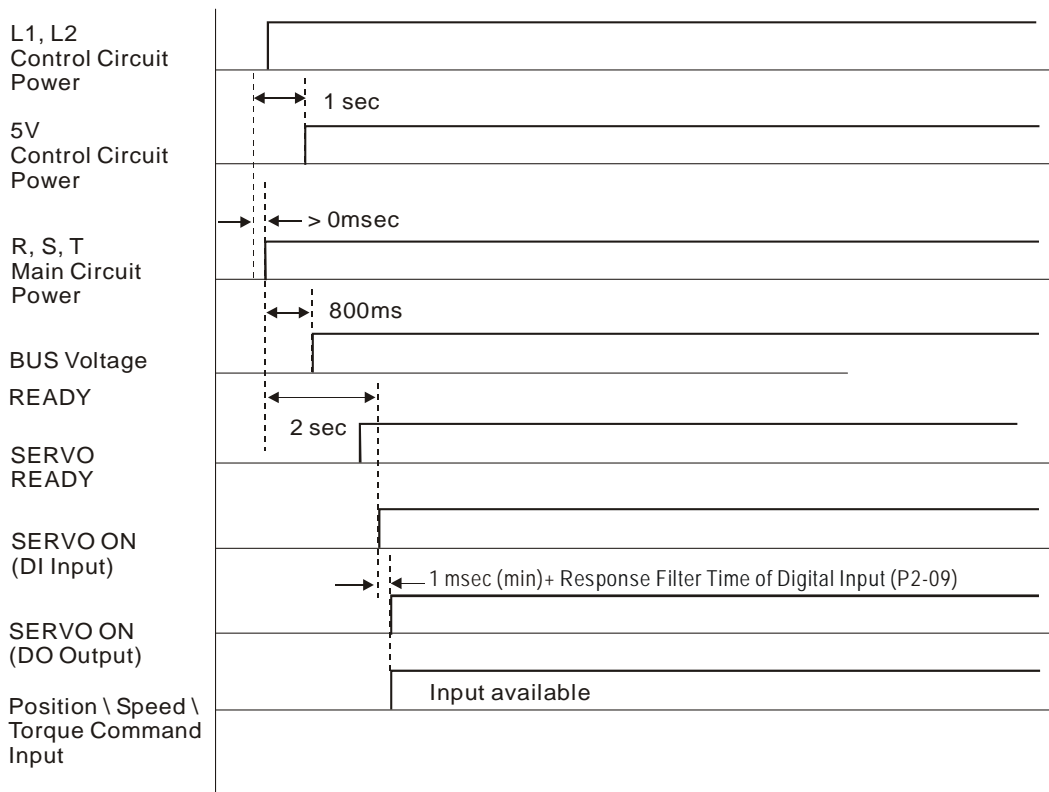 L1, L2
Control Circuit
Power
1 sec
5V
Control Circuit
Power
> 0msec
R, S, T
Main Circuit
Power
800ms
BUS Voltage
READY
2 sec
SERVO
READY
SERVO ON
(DI Input)
1 msec (min)+ Response Filter Time of Digital Input (P2-09)
SERVO ON
(DO Output)
Input available
Position \ Speed \
Torque Command
Input